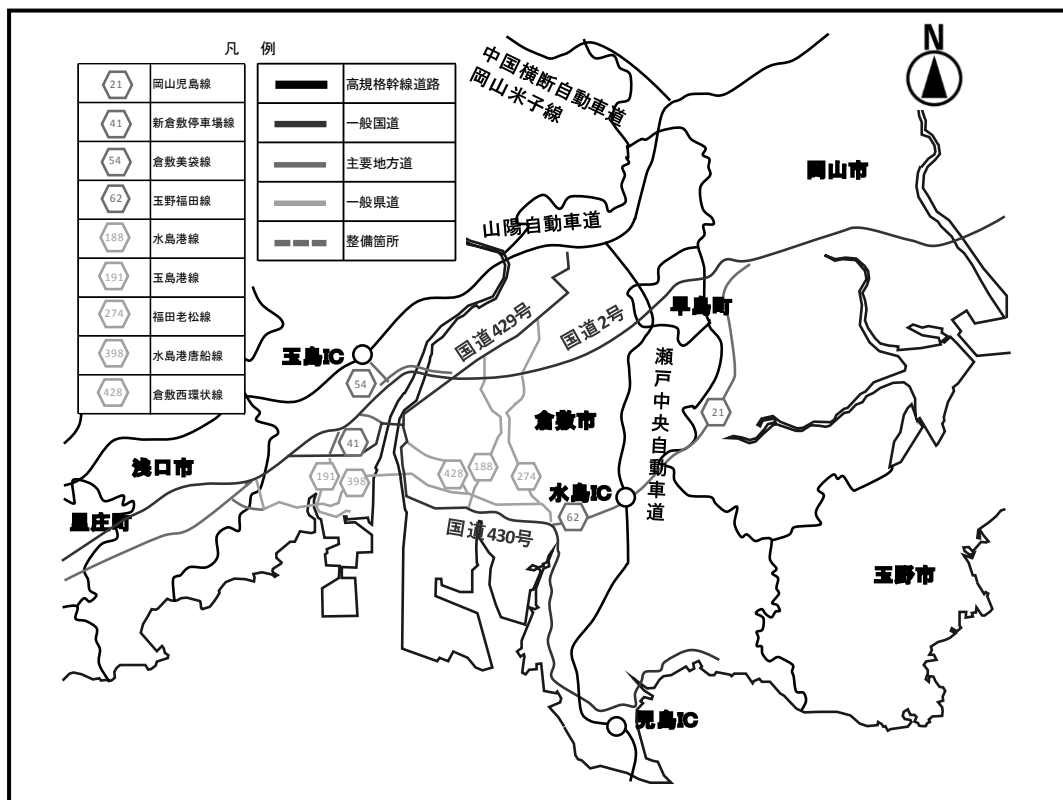 凡 例
21 岡山児島線
41 新倉敷停車場線
54 倉敷美袋線
62 玉野福田線
188 水島港線
191 玉島港線
274 福田老松線
398 水島港唐船線
428 倉敷西環状線
高規格幹線道路
一般国道
主要地方道
一般県道
整備箇所
中国横断自動車道
岡山米子線
N
岡山市
山陽自動車道
早島町
国道429号
国道2号
玉島IC
54
瀬戸中央自動車道
21
倉敷市
41
浅口市
191
398
428
188
274
水島IC
62
里庄町
国道430号
玉野市
児島IC